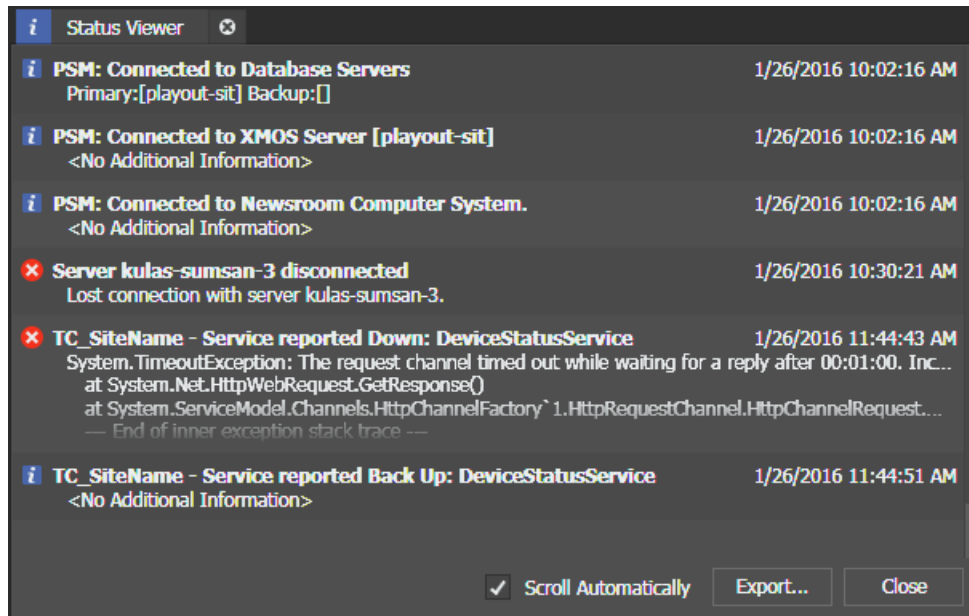 Status Viewer
PSM: Connected to Database Servers 1/26/2016 10:02:16 AM
Primary:[playout-sit] Backup:[]
PSM: Connected to XMOS Server [playout-sit] 1/26/2016 10:02:16 AM
<No Additional Information>
PSM: Connected to Newsroom Computer System. 1/26/2016 10:02:16 AM
<No Additional Information>
Server kulas-sumsan-3 disconnected 1/26/2016 10:30:21 AM
Lost connection with server kulas-sumsan-3.
TC_SiteName - Service reported Down: DeviceStatusService 1/26/2016 11:44:43 AM
System.TimeoutException: The request channel timed out while waiting for a reply after 00:01:00. Inc...
at System.Net.HttpWebRequest.GetResponse()
at System.ServiceModel.Channels.HttpChannelFactory`1.HttpRequestChannel.HttpChannelRequest....
--- End of inner exception stack trace ---
TC_SiteName - Service reported Back Up: DeviceStatusService 1/26/2016 11:44:51 AM
<No Additional Information>
Scroll Automatically Export... Close